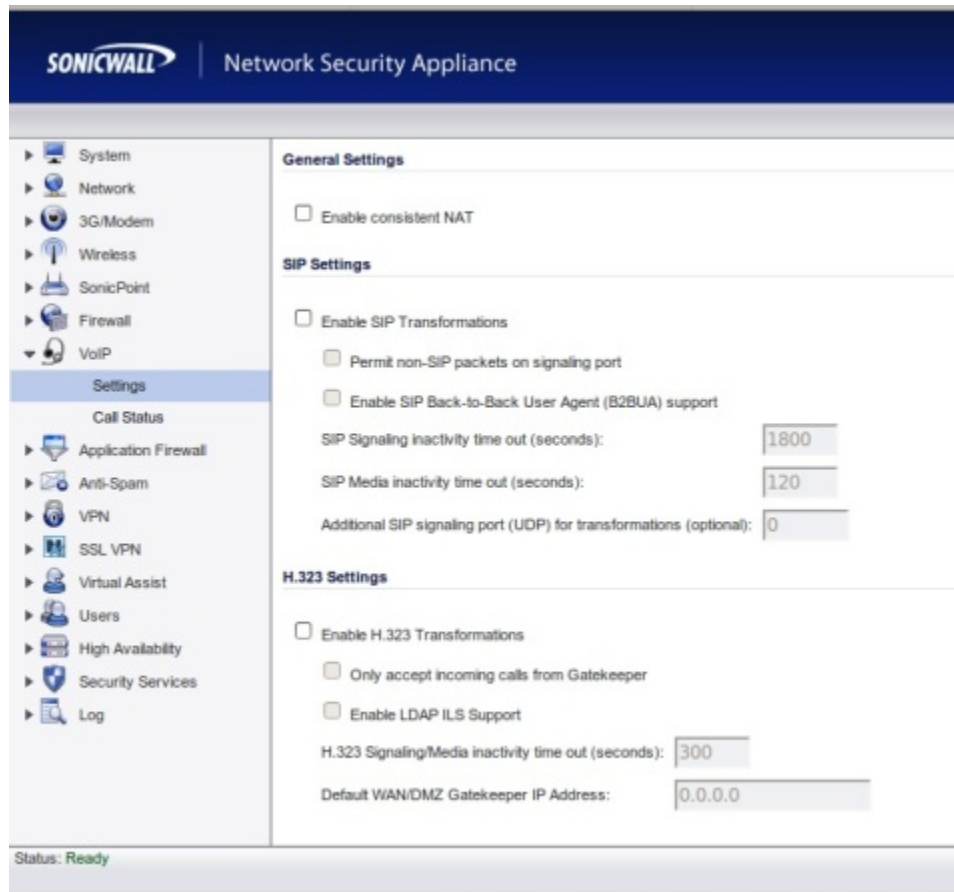 SONICWALL | Network Security Appliance
System
Network
3G/Modem
Wireless
SonicPoint
Firewall
VoIP
Settings
Call Status
Application Firewall
Anti-Spam
VPN
SSL VPN
Virtual Assist
Users
High Availability
Security Services
Log
General Settings
Enable consistent NAT
SIP Settings
Enable SIP Transformations
Permit non-SIP packets on signaling port
Enable SIP Back-to-Back User Agent (B2BUA) support
SIP Signaling inactivity time out (seconds): 1800
SIP Media inactivity time out (seconds): 120
Additional SIP signaling port (UDP) for transformations (optional): 0
H.323 Settings
Enable H.323 Transformations
Only accept incoming calls from Gatekeeper
Enable LDAP ILS Support
H.323 Signaling/Media inactivity time out (seconds): 300
Default WAN/DMZ Gatekeeper IP Address: 0.0.0.0
Status: Ready